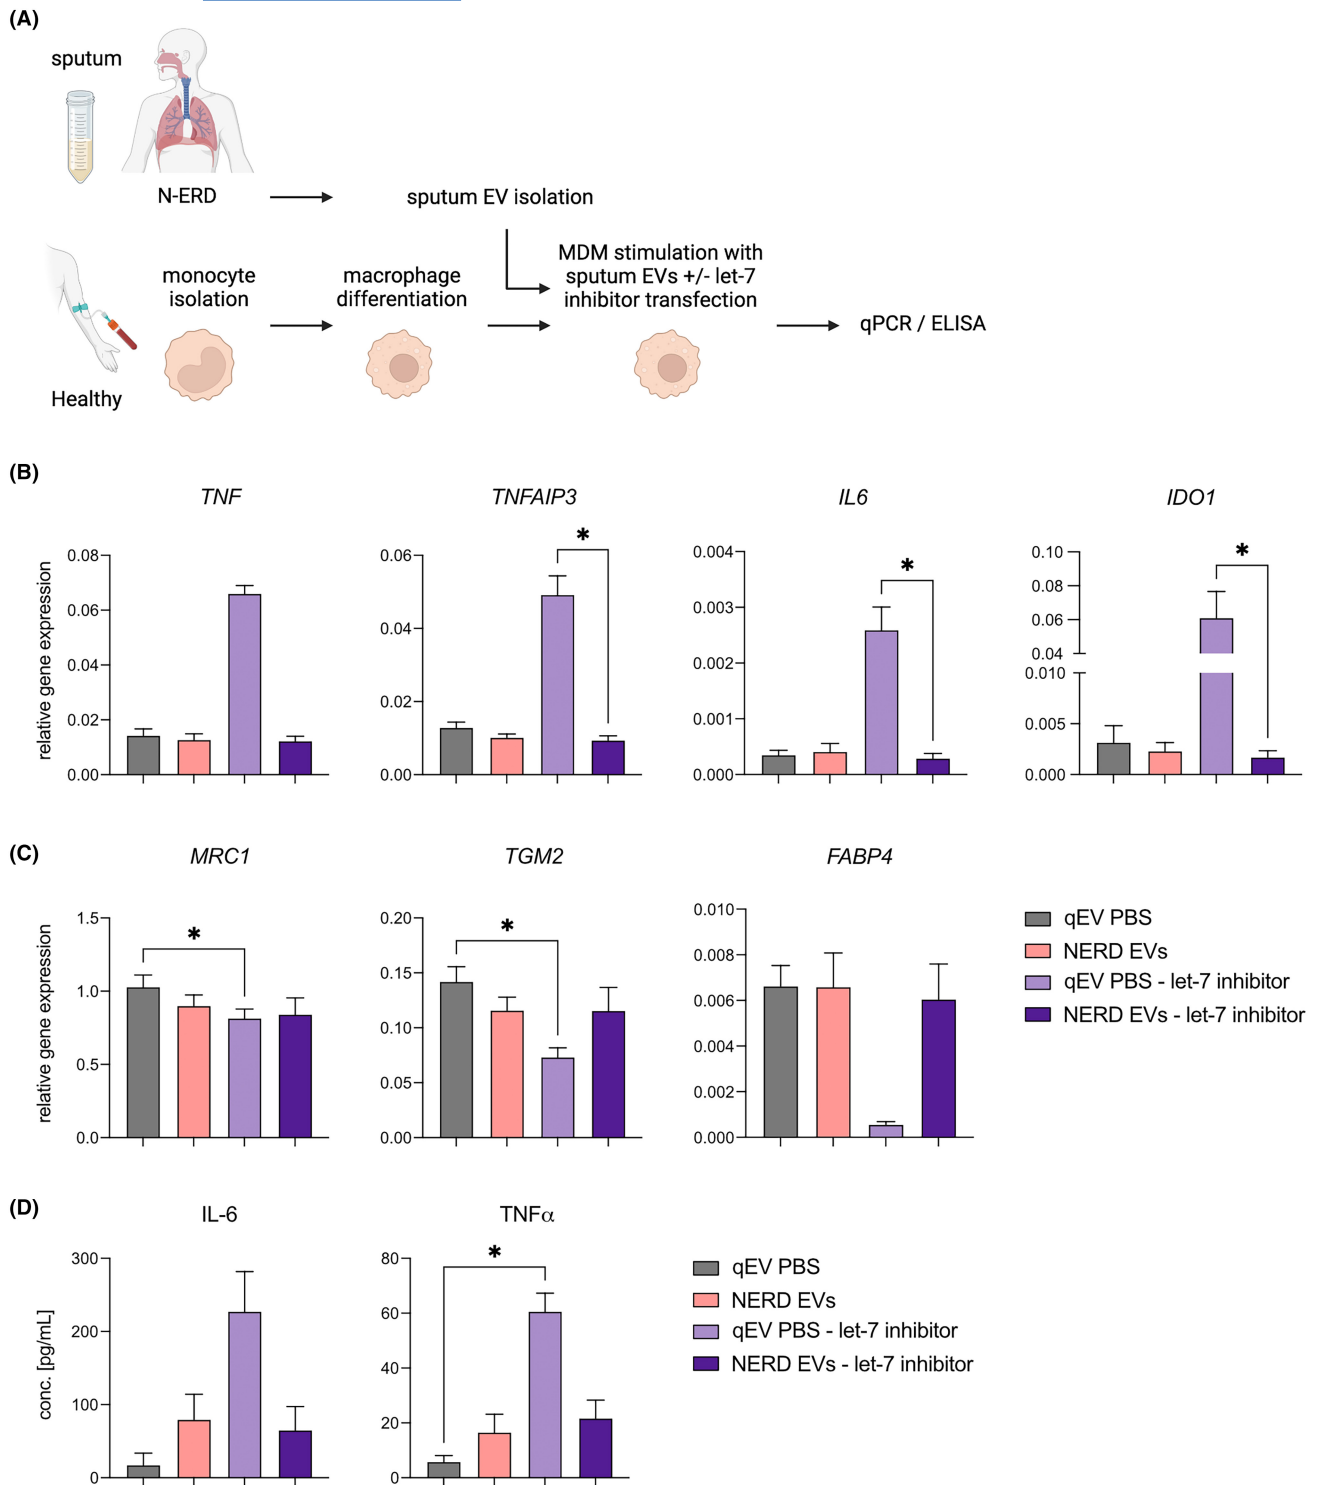 (A)
sputum
N-ERD
sputum EV isolation
monocyte
isolation
macrophage
differentiation
MDM stimulation with
sputum EVs +/- let-7
inhibitor transfection
qPCR / ELISA
Healthy
(B)
TNF
TNFAIP3
IL6
IDO1
relative gene expression
0.08
0.06
0.04
0.02
0.00
0.06
0.04
0.02
0.00
*
0.004
0.003
0.002
0.001
0.000
*
0.10
0.08
0.06
0.04
0.010
0.005
0.000
*
(C)
MRC1
TGM2
FABP4
relative gene expression
1.5
1.0
0.5
0.0
*
0.20
0.15
0.10
0.05
0.00
*
0.010
0.008
0.006
0.004
0.002
0.000
qEV PBS
NERD EVs
qEV PBS - let-7 inhibitor
NERD EVs - let-7 inhibitor
(D)
IL-6
TNFα
conc. [pg/mL]
300
200
100
0
80
60
40
20
0
*
qEV PBS
NERD EVs
qEV PBS - let-7 inhibitor
NERD EVs - let-7 inhibitor